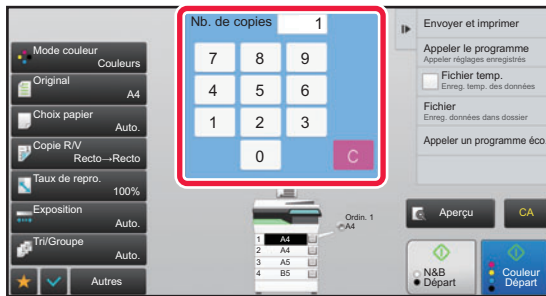 Nb. de copies 1
7 8 9
4 5 6
1 2 3
0 C
Mode couleur
Couleurs
Original
A4
Choix papier
Auto.
Copie R/V
Recto→Recto
Taux de repro.
100%
Exposition
Auto.
Tri/Groupe
Auto.
Autres
Ordin. 1
A4
1 A4
2 A4
3 A5
4 B5
Envoyer et imprimer
Appeler le programme
Appeler réglages enregistrés
Fichier temp.
Enreg. temp. des données
Fichier
Enreg. données dans dossier
Appeler un programme éco.
Aperçu
CA
N&B
Départ
Couleur
Départ